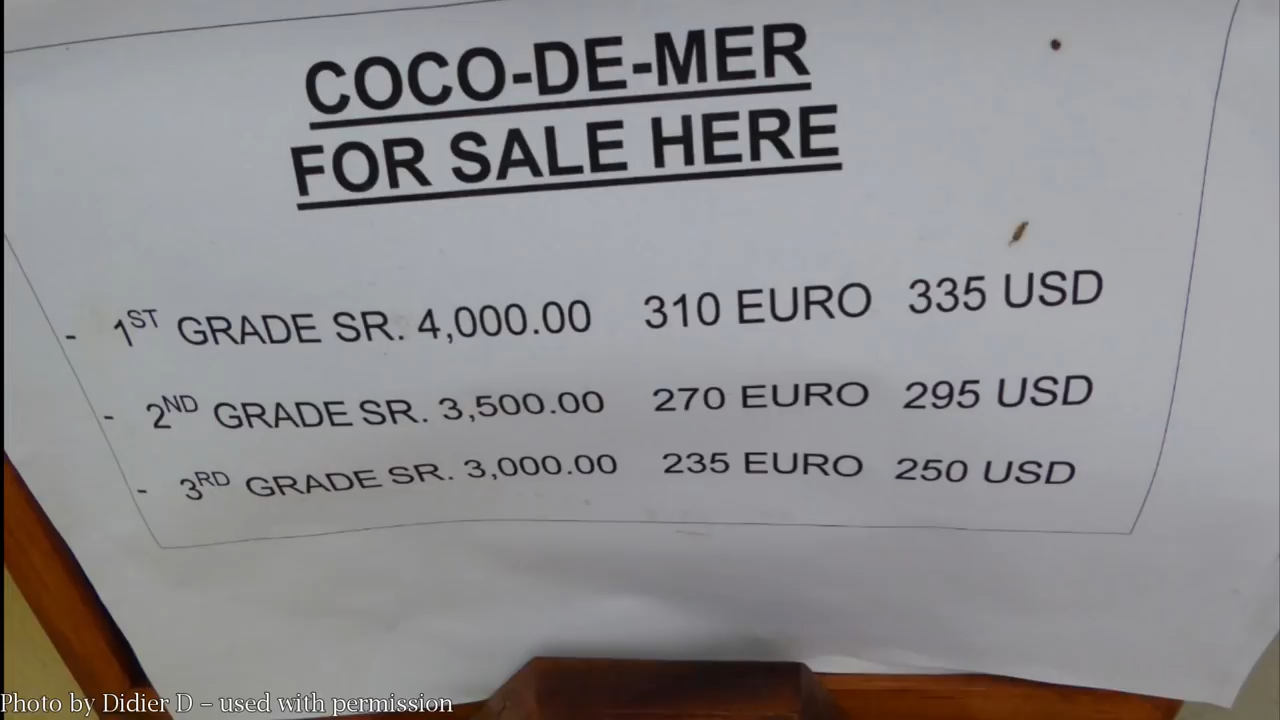 COCO-DE-MER
FOR SALE HERE
- 1ST GRADE SR. 4,000.00 310 EURO 335 USD
- 2ND GRADE SR. 3,500.00 270 EURO 295 USD
- 3RD GRADE SR. 3,000.00 235 EURO 250 USD
Photo by Didier D – used with permission